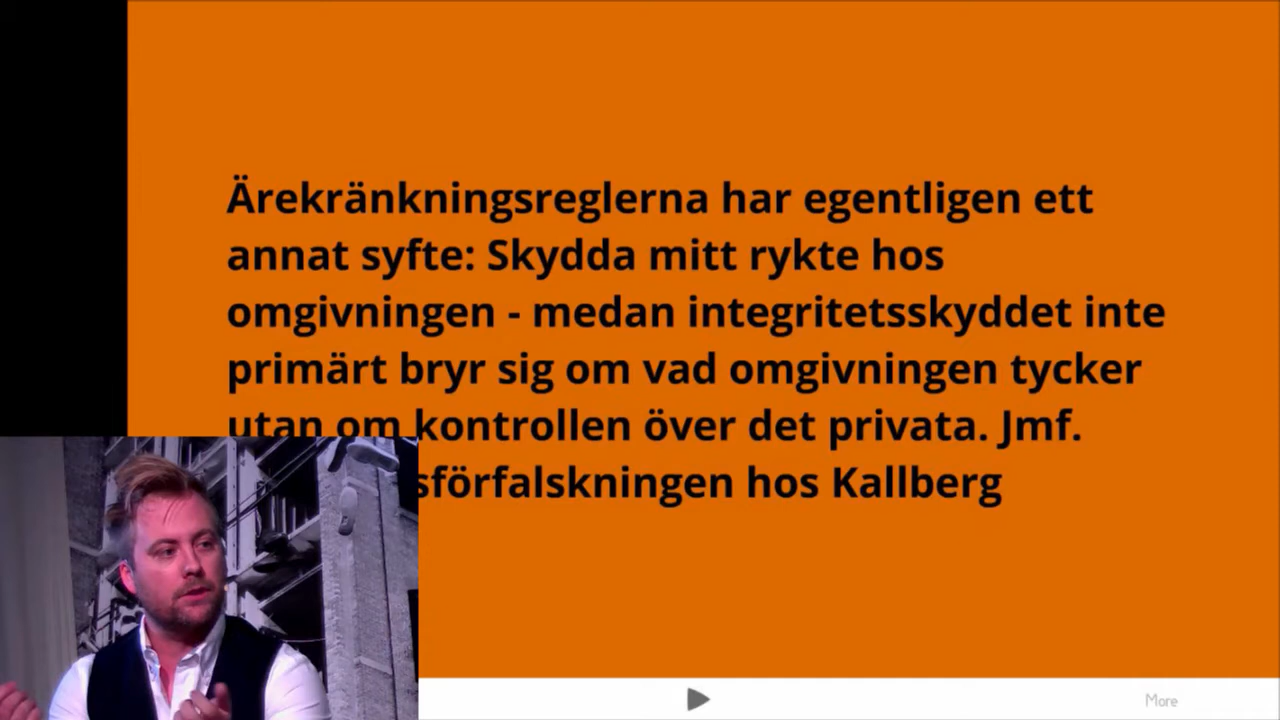 Ärekränkningsreglerna har egentligen ett
annat syfte: Skydda mitt rykte hos
omgivningen - medan integritetsskyddet inte
primärt bryr sig om vad omgivningen tycker
utan om kontrollen över det privata. Jmf.
sförfalskningen hos Kallberg
More